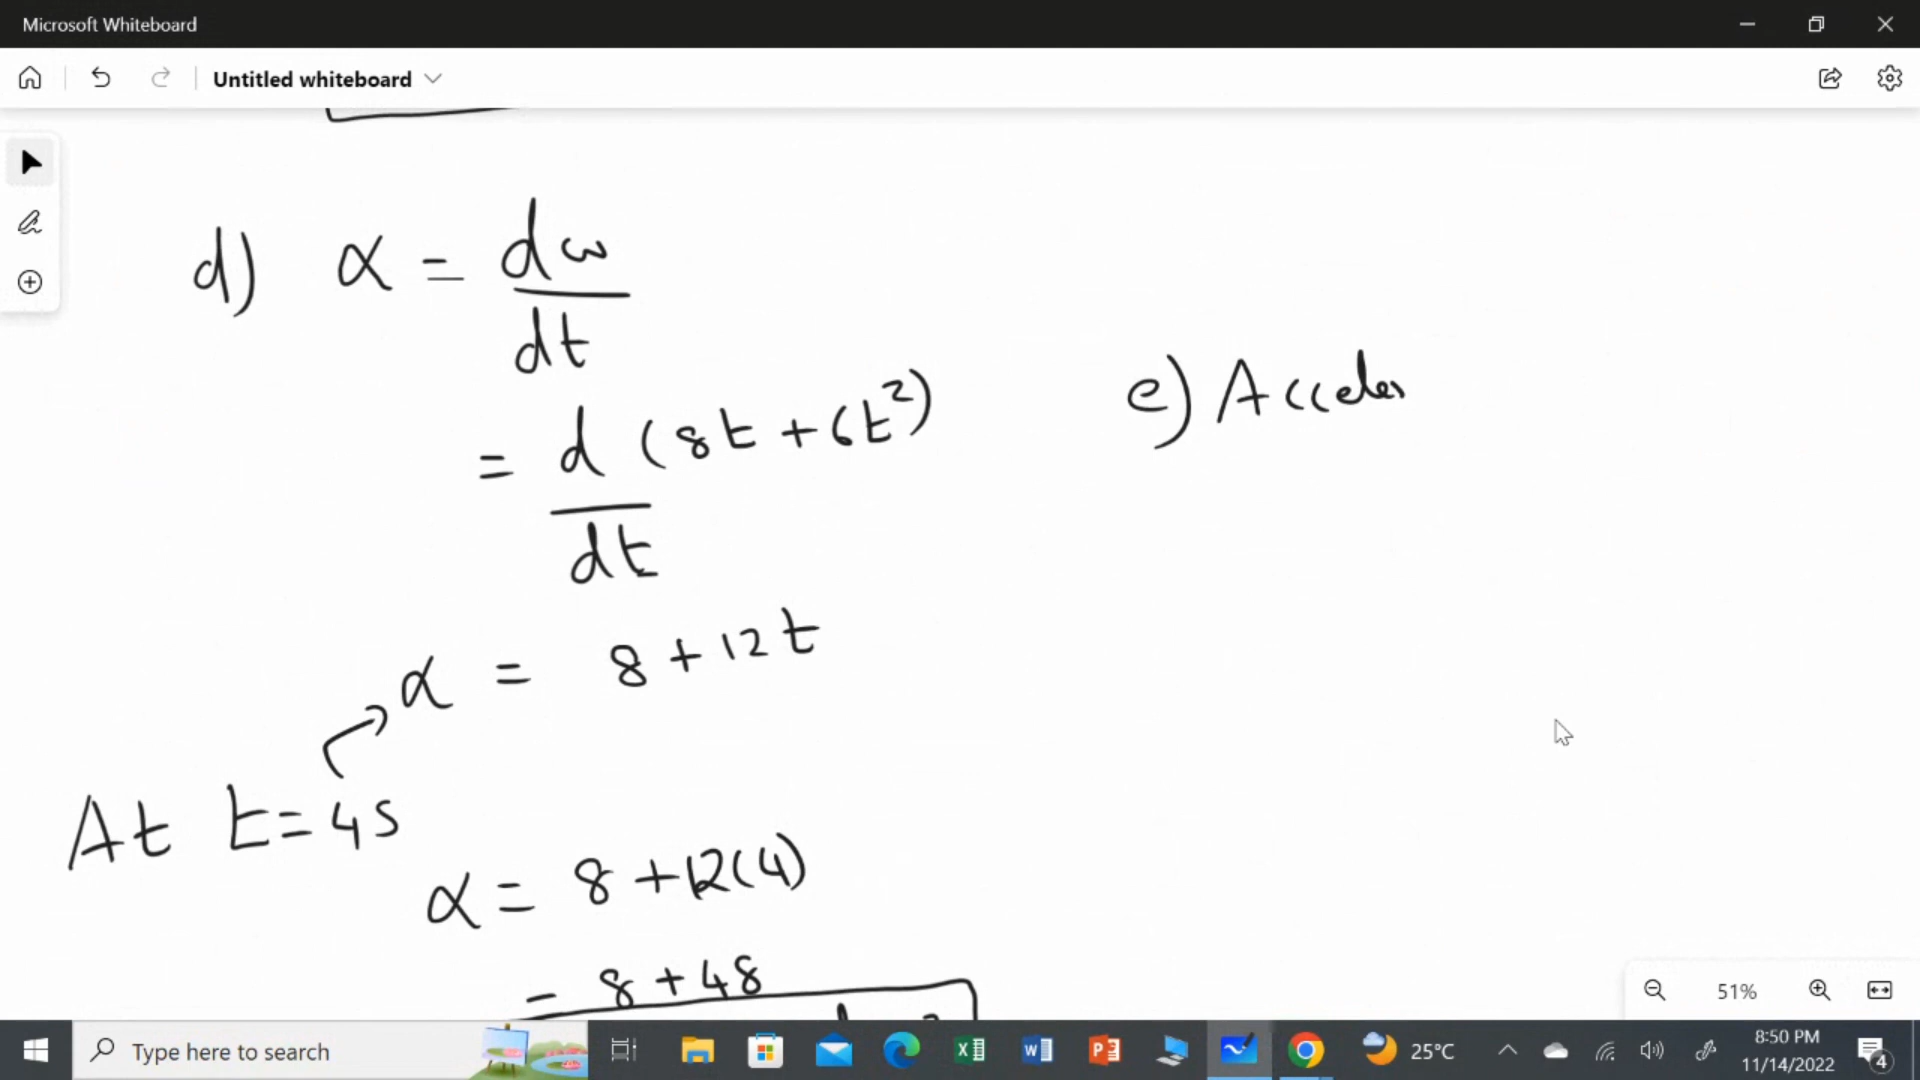 Microsoft Whiteboard
Untitled whiteboard
d) α = dω
dt
= d (8t + 6t²)
dt
α = 8 + 12t
At t = 4s
α = 8 + 12(4)
= 8 + 48
e) Acceler
51%
Type here to search
25°C
8:50 PM
11/14/2022
4